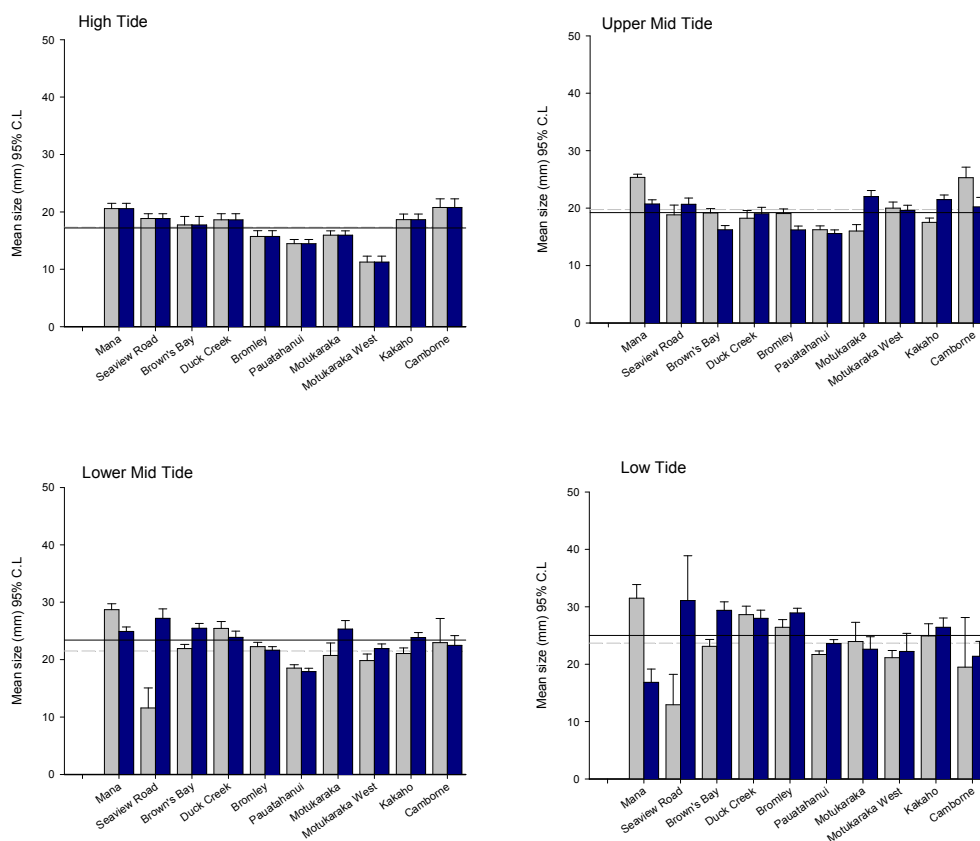 High Tide
50
40
30
20
10
0
Mean size (mm) 95% C.L
Mana
Seaview Road
Brown's Bay
Duck Creek
Bromley
Pauatahanui
Motukaraka
Motukaraka West
Kakaho
Camborne
Upper Mid Tide
50
40
30
20
10
0
Mean size (mm) 95% C.L
Mana
Seaview Road
Brown's Bay
Duck Creek
Bromley
Pauatahanui
Motukaraka
Motukaraka West
Kakaho
Camborne
Lower Mid Tide
50
40
30
20
10
0
Mean size (mm) 95% C.L
Mana
Seaview Road
Brown's Bay
Duck Creek
Bromley
Pauatahanui
Motukaraka
Motukaraka West
Kakaho
Camborne
Low Tide
50
40
30
20
10
0
Mean size (mm) 95% C.L
Mana
Seaview Road
Brown's Bay
Duck Creek
Bromley
Pauatahanui
Motukaraka
Motukaraka West
Kakaho
Camborne